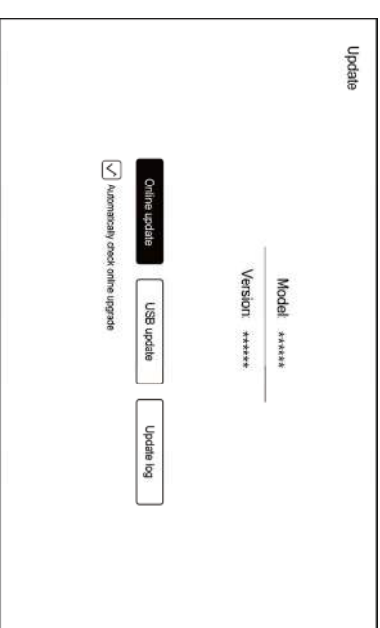 Update
Model: ******
Version: ******
Online update
USB update
Update log
Automatically check online upgrade